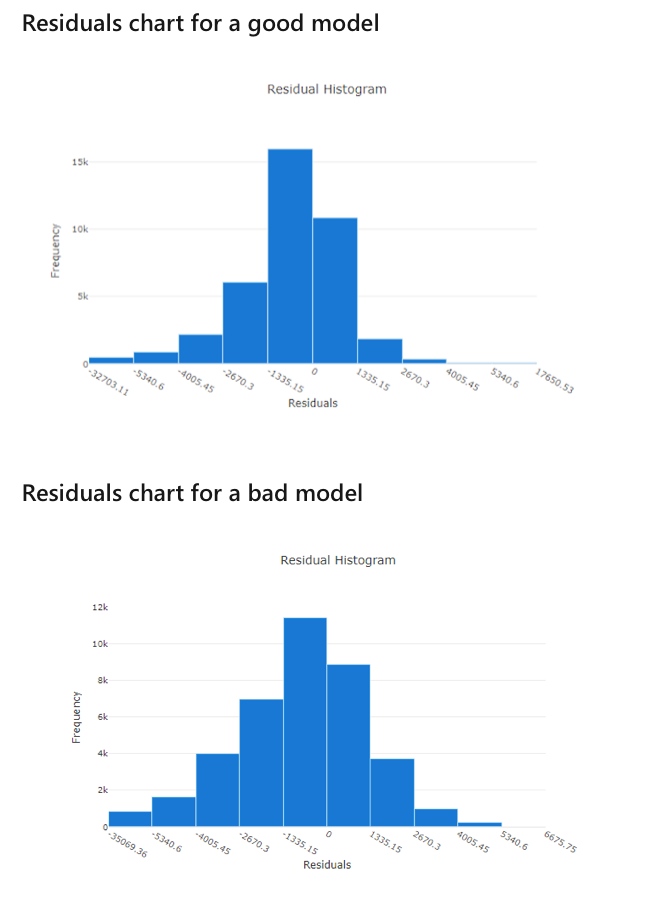 Residuals chart for a good model
Residual Histogram
15k
10k
5k
0
Frequency
-32703.11
-5340.6
-4005.45
-2670.3
-1335.15
0
1335.15
2670.3
4005.45
5340.6
17650.53
Residuals
Residuals chart for a bad model
Residual Histogram
12k
10k
8k
6k
4k
2k
0
Frequency
-35069.36
-5340.6
-4005.45
-2670.3
-1335.15
0
1335.15
2670.3
4005.45
5340.6
6675.75
Residuals